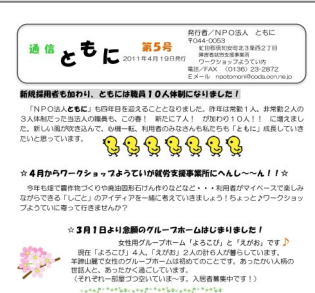 通信 ともに 第5号
2011年4月19日発行
発行者/NPO法人 ともに
〒044-0053
虻田郡倶知安町北3条西2丁目
障害者就労支援事業所
ワークショップようてい内
電話/FAX (0136)23-2872
Eメール npotomoni@coda.ocn.ne.jp
新規採用者も加わり、ともには職員10人体制になりました!
「NPO法人ともに」も四年目を迎えることとなりました。昨年は常勤1人、非常勤2人の
3人体制だった当法人の職員も、この春! 新たに7人! が加わり10人!! に増えまし
た。新しい風が吹き込んで、心機一転、利用者のみなさんも私たちも「ともに」成長していき
たいと思っています。
☆4月からワークショップようていが就労支援事業所にへんし~~ん!!☆
今年も畑で農作物づくりや廃油固形石けん作りなどなど・・・利用者がマイペースで楽しみ
ながらできる「しごと」のアイディアを一緒に考えていきましょう!ちょっと♪ワークショッ
プようていに寄って行きませんか?
☆3月1日より念願のグループホームはじまりました!
女性用グループホーム「よろこび」と「えがお」です♪
現在「よろこび」4人、「えがお」2人の計6人が暮らしています。
羊蹄山麓で女性のグループホームは初めてのことです。あったかい人柄の
世話人と、あったかく過ごしています。
(それぞれ一部屋づつ空いていま~す。入居者募集中です!)